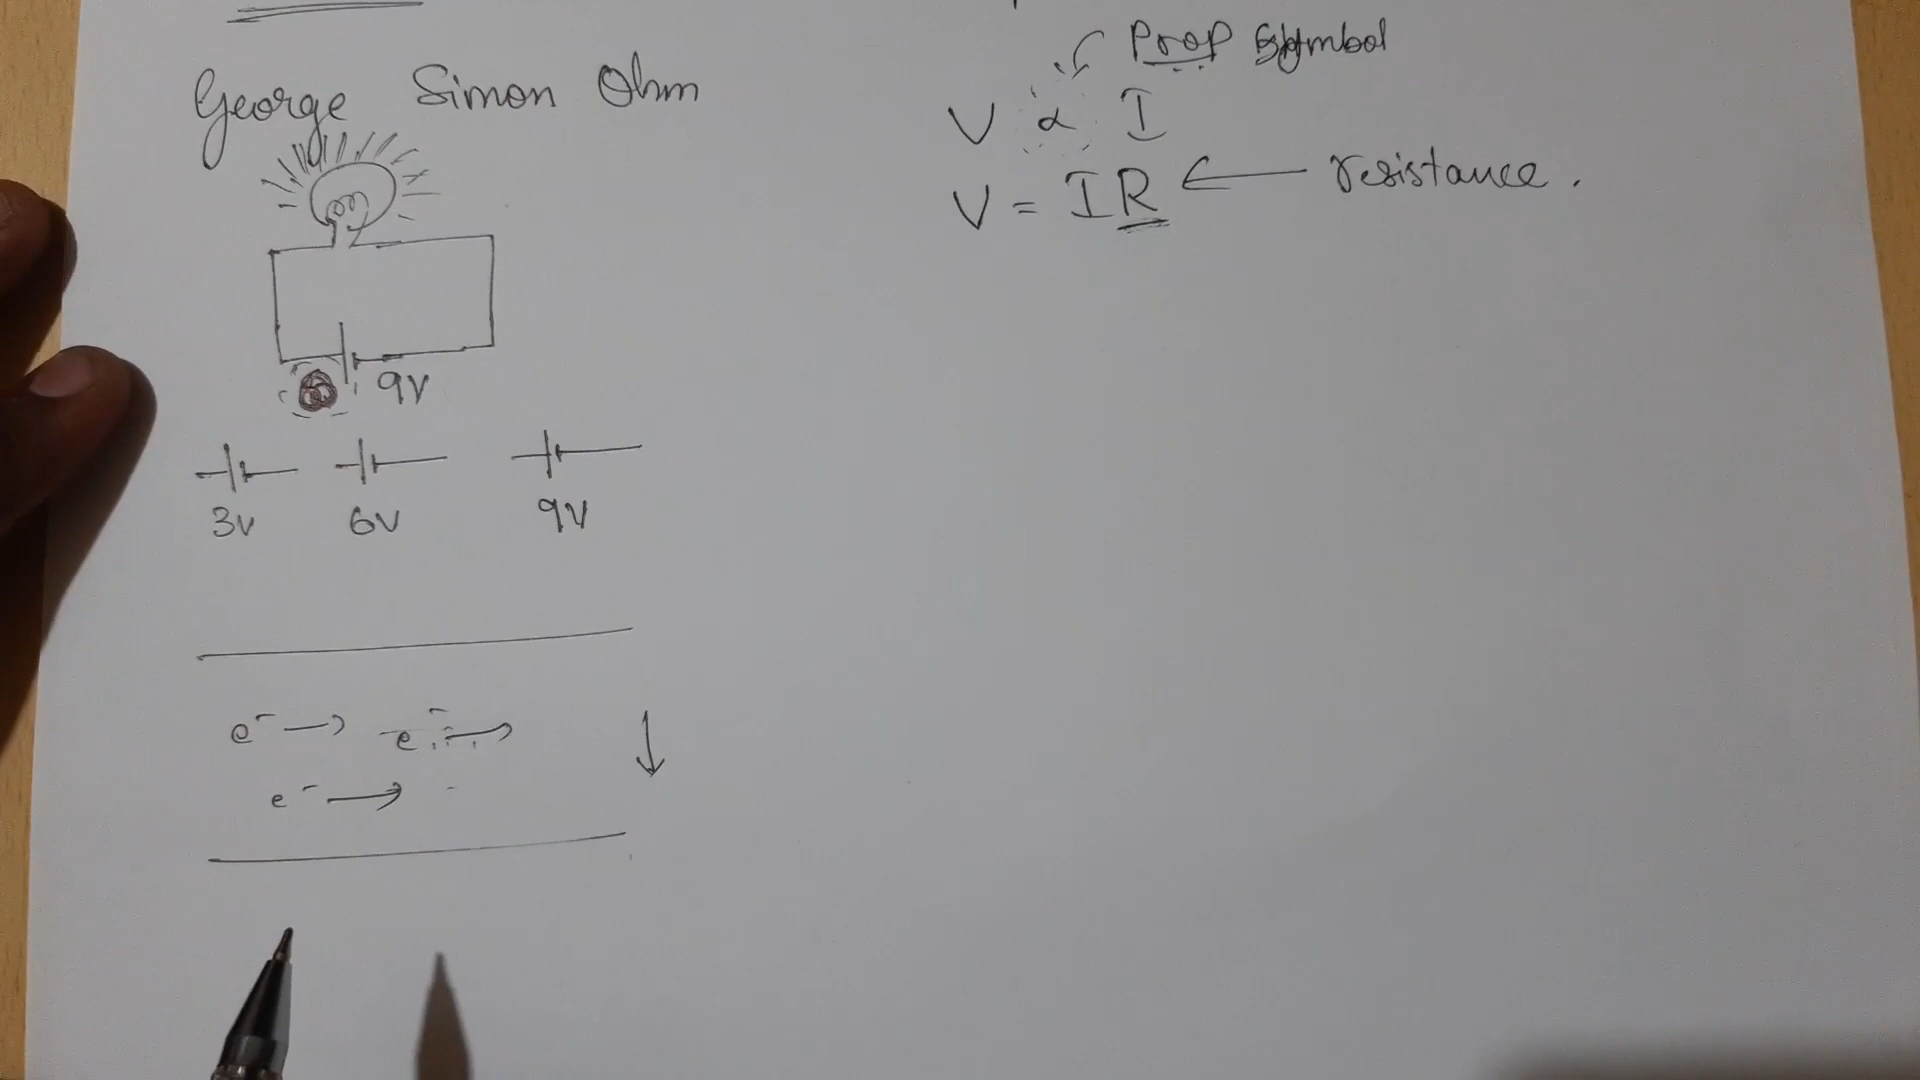 George Simon Ohm
9V
3V 6V 9V
e⁻ → e⁻ →
e⁻ →
Prop symbol
V ∝ I
V = IR ← resistance.